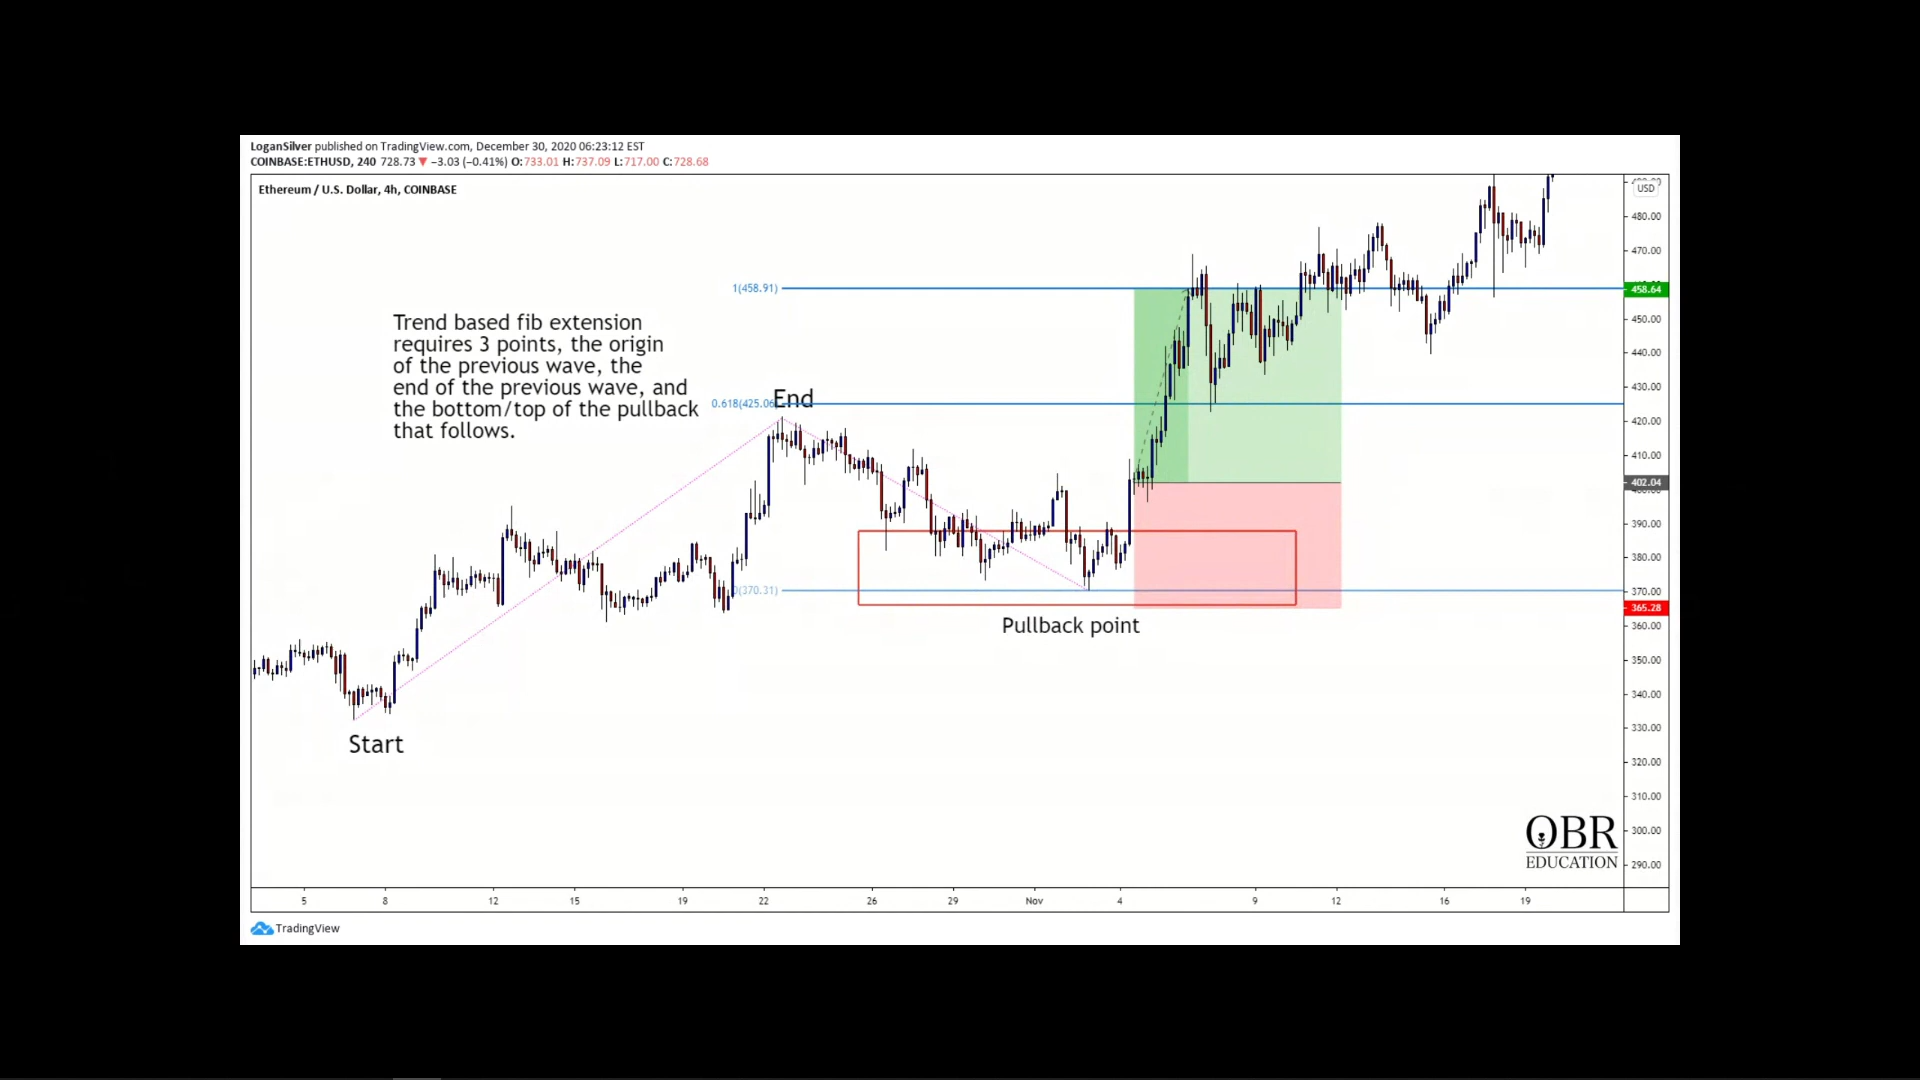 LoganSilver published on TradingView.com, December 30, 2020 06:23:12 EST
COINBASE:ETHUSD, 240 728.73 ▼ −3.03 (−0.41%) O:733.01 H:737.09 L:717.00 C:728.68
Ethereum / U.S. Dollar, 4h, COINBASE
USD
480.00
470.00
1(458.91)
458.64
450.00
Trend based fib extension
requires 3 points, the origin
of the previous wave, the
end of the previous wave, and
the bottom/top of the pullback
that follows.
440.00
430.00
End
0.618(425.06)
420.00
410.00
402.04
390.00
380.00
0(370.31)
370.00
365.28
Pullback point
360.00
350.00
340.00
330.00
Start
320.00
310.00
OBR
EDUCATION
300.00
290.00
5 8 12 15 19 22 26 29 Nov 4 9 12 16 19
TradingView